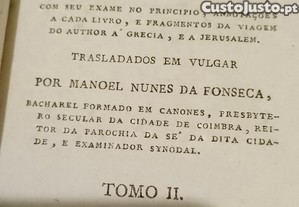 CustoJusto.pt
COM SEU EXAME NO PRINCIPIO, ANNOTAÇÕES
A CADA LIVRO, E FRAGMENTOS DA VIAGEM
DO AUTHOR A' GRECIA, E A JERUSALEM.
TRASLADADOS EM VULGAR
POR MANOEL NUNES DA FONSECA,
BACHAREL FORMADO EM CANONES, PRESBYTE-
RO SECULAR DA CIDADE DE COIMBRA, REI-
TOR DA PAROCHIA DA SE' DA DITA CIDA-
DE, E EXAMINADOR SYNODAL.
TOMO II.